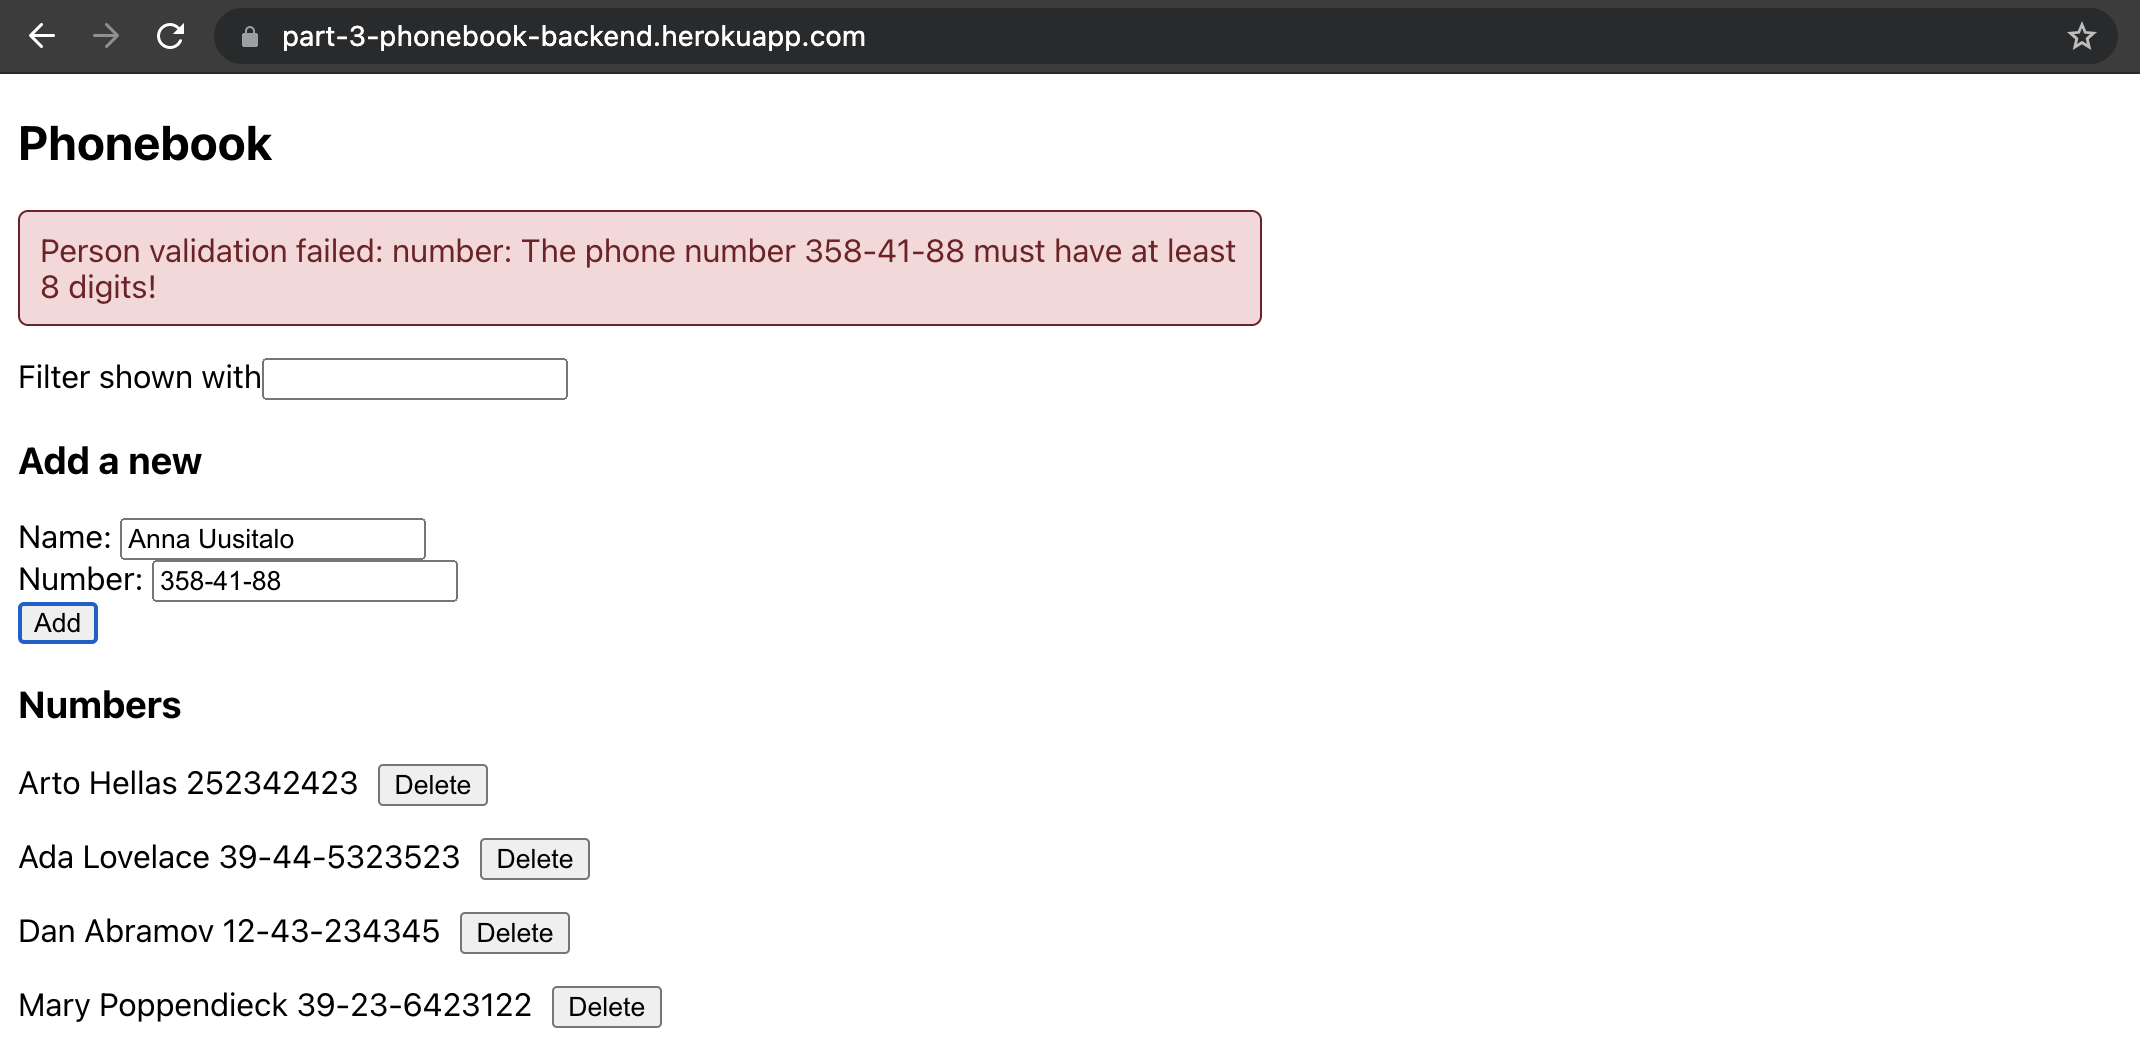 part-3-phonebook-backend.herokuapp.com
Phonebook
Person validation failed: number: The phone number 358-41-88 must have at least
8 digits!
Filter shown with
Add a new
Name: Anna Uusitalo
Number: 358-41-88
Add
Numbers
Arto Hellas 252342423 Delete
Ada Lovelace 39-44-5323523 Delete
Dan Abramov 12-43-234345 Delete
Mary Poppendieck 39-23-6423122 Delete